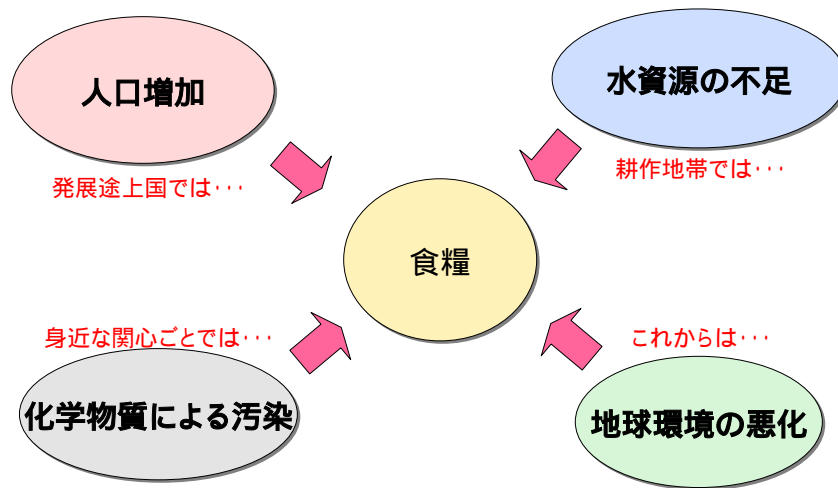 人口増加
水資源の不足
発展途上国では･･･
耕作地帯では･･･
食糧
身近な関心ごとでは･･･
これからは･･･
化学物質による汚染
地球環境の悪化